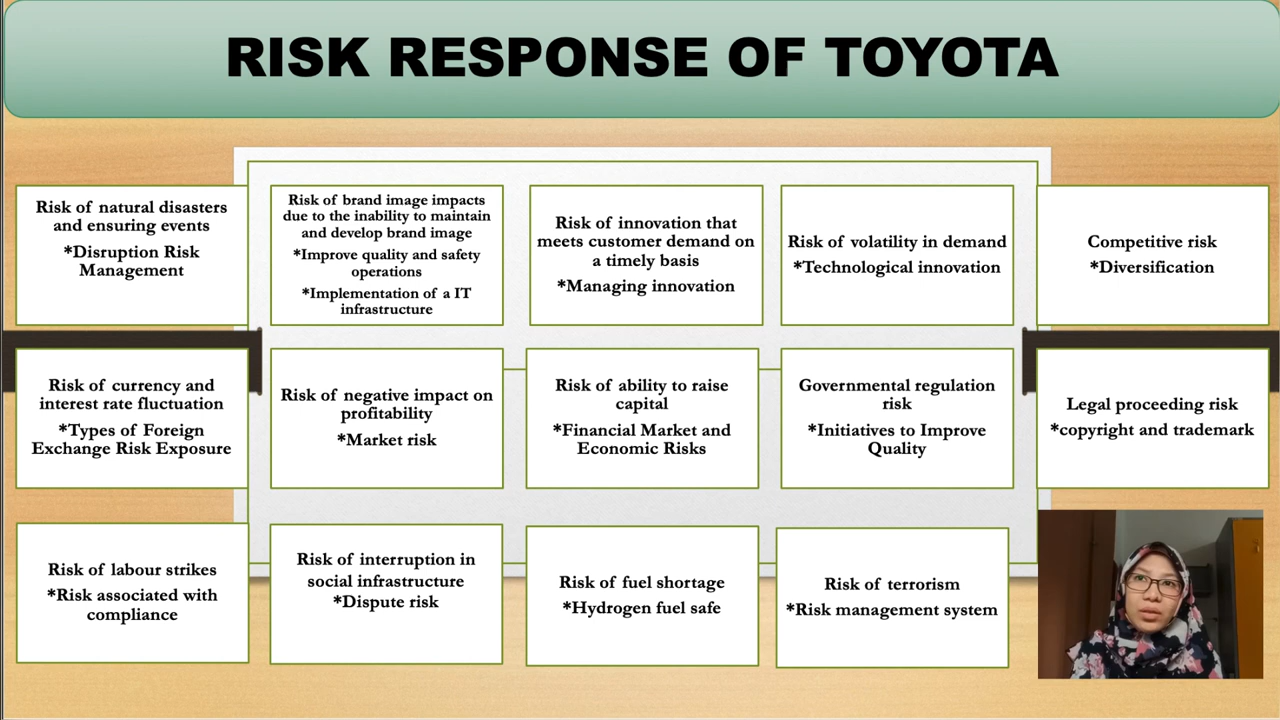 RISK RESPONSE OF TOYOTA
Risk of natural disasters
and ensuring events
*Disruption Risk
Management
Risk of brand image impacts
due to the inability to maintain
and develop brand image
*Improve quality and safety
operations
*Implementation of a IT
infrastructure
Risk of innovation that
meets customer demand on
a timely basis
*Managing innovation
Risk of volatility in demand
*Technological innovation
Competitive risk
*Diversification
Risk of currency and
interest rate fluctuation
*Types of Foreign
Exchange Risk Exposure
Risk of negative impact on
profitability
*Market risk
Risk of ability to raise
capital
*Financial Market and
Economic Risks
Governmental regulation
risk
*Initiatives to Improve
Quality
Legal proceeding risk
*copyright and trademark
Risk of labour strikes
*Risk associated with
compliance
Risk of interruption in
social infrastructure
*Dispute risk
Risk of fuel shortage
*Hydrogen fuel safe
Risk of terrorism
*Risk management system